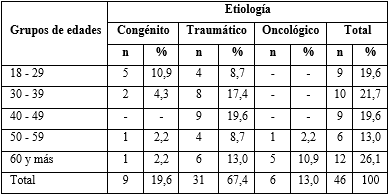 Grupos de edades Etiología
Congénito Traumático Oncológico Total
n % n % n % n %
18 - 29 5 10,9 4 8,7 - - 9 19,6
30 - 39 2 4,3 8 17,4 - - 10 21,7
40 - 49 - - 9 19,6 - - 9 19,6
50 - 59 1 2,2 4 8,7 1 2,2 6 13,0
60 y más 1 2,2 6 13,0 5 10,9 12 26,1
Total 9 19,6 31 67,4 6 13,0 46 100